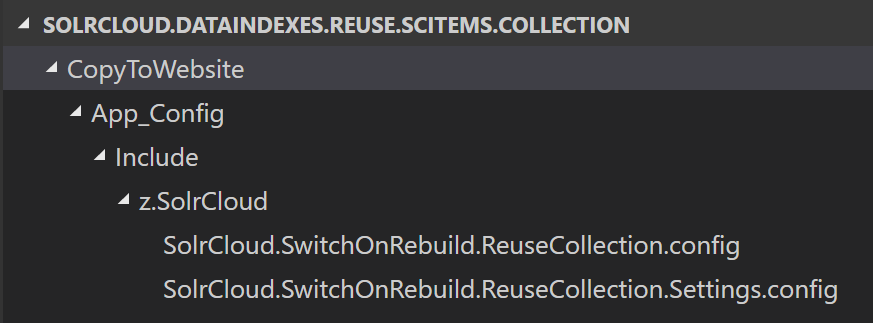 SOLRCLOUD.DATAINDEXES.REUSE.SCITEMS.COLLECTION
CopyToWebsite
App_Config
Include
z.SolrCloud
SolrCloud.SwitchOnRebuild.ReuseCollection.config
SolrCloud.SwitchOnRebuild.ReuseCollection.Settings.config